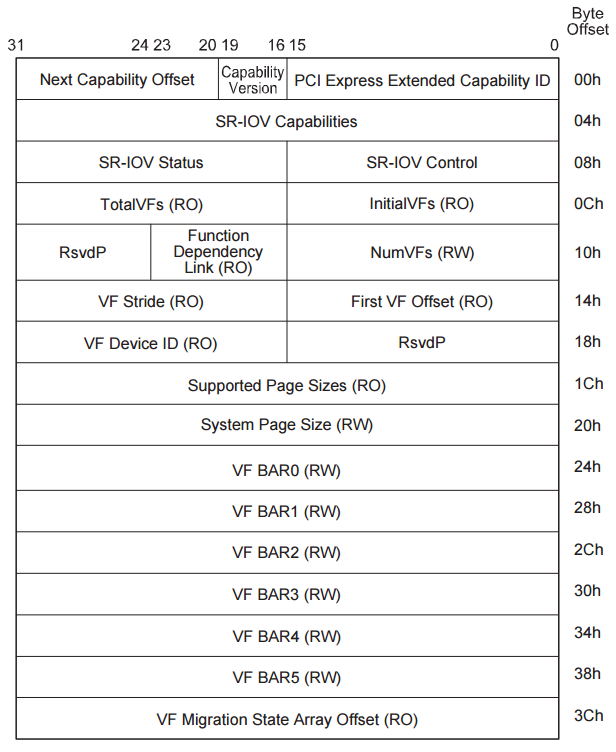 Byte
Offset
31 24 23 20 19 16 15 0
Next Capability Offset
Capability
Version
PCI Express Extended Capability ID
00h
SR-IOV Capabilities
04h
SR-IOV Status
SR-IOV Control
08h
TotalVFs (RO)
InitialVFs (RO)
0Ch
RsvdP
Function
Dependency
Link (RO)
NumVFs (RW)
10h
VF Stride (RO)
First VF Offset (RO)
14h
VF Device ID (RO)
RsvdP
18h
Supported Page Sizes (RO)
1Ch
System Page Size (RW)
20h
VF BAR0 (RW)
24h
VF BAR1 (RW)
28h
VF BAR2 (RW)
2Ch
VF BAR3 (RW)
30h
VF BAR4 (RW)
34h
VF BAR5 (RW)
38h
VF Migration State Array Offset (RO)
3Ch